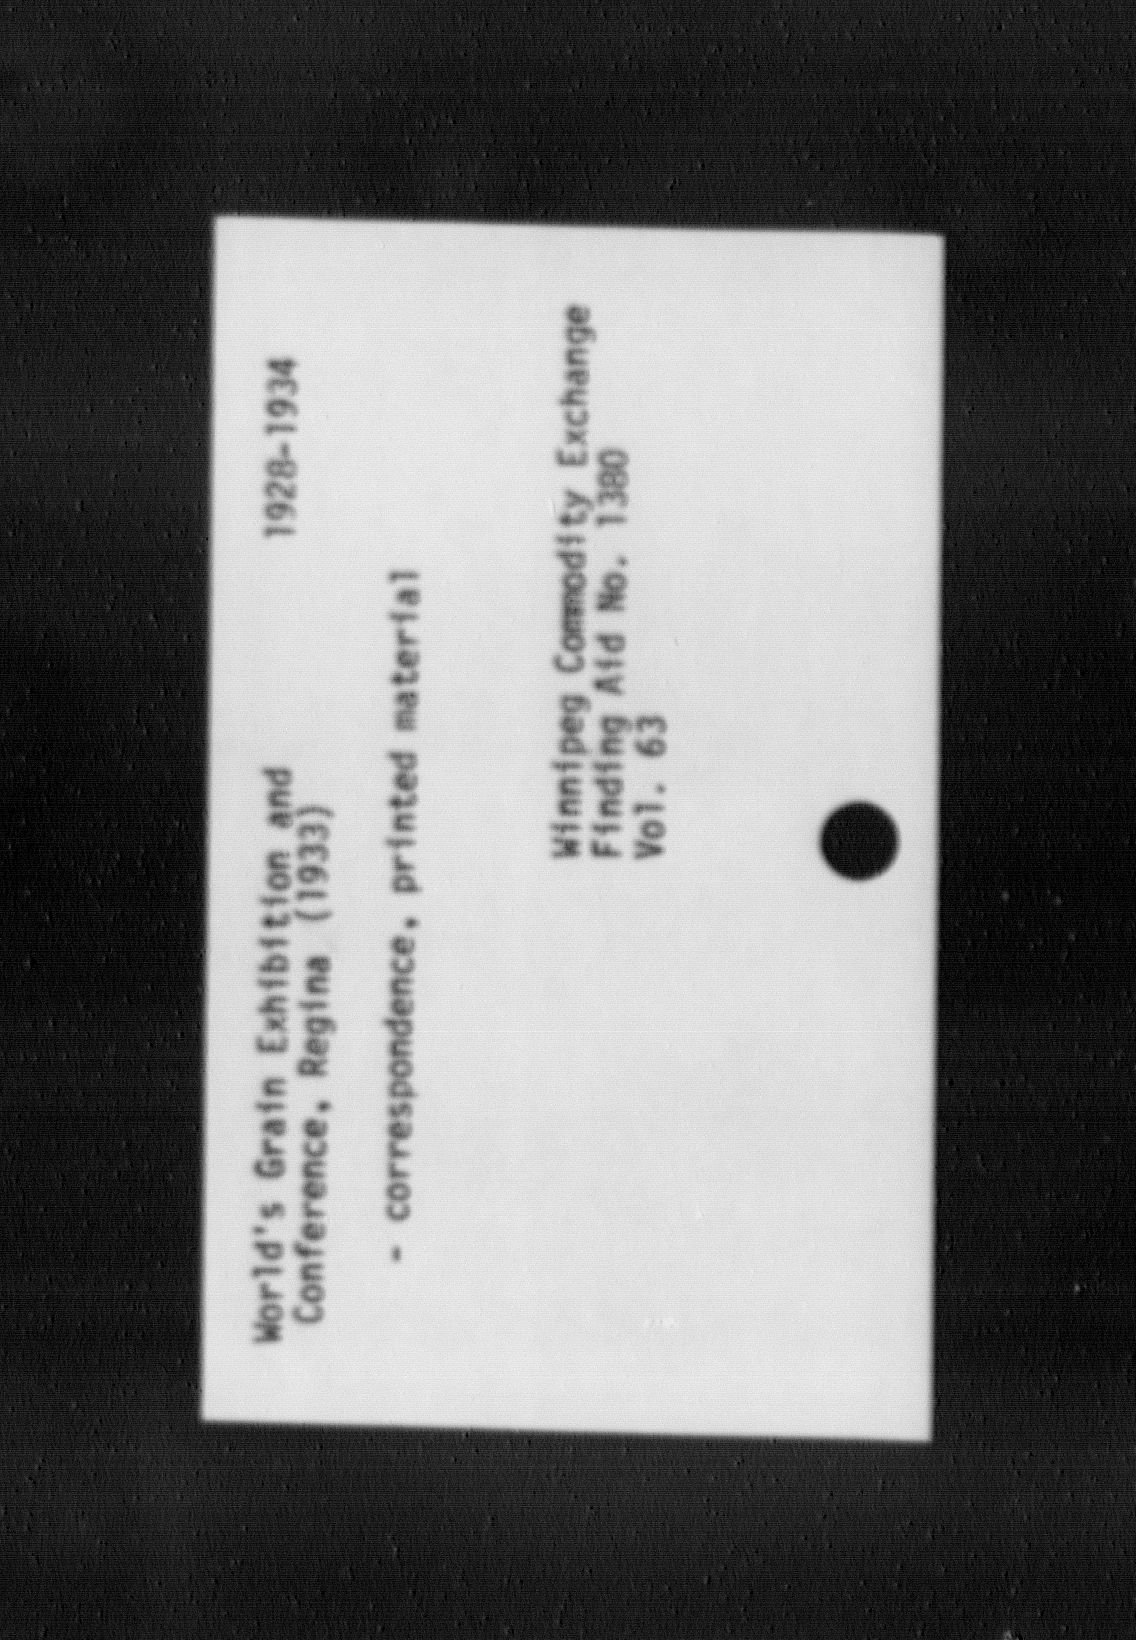 World's Grain Exhibition and 1928-1934
Conference, Regina (1933)
- correspondence, printed material
Winnipeg Commodity Exchange
Finding Aid No. 1380
Vol. 63